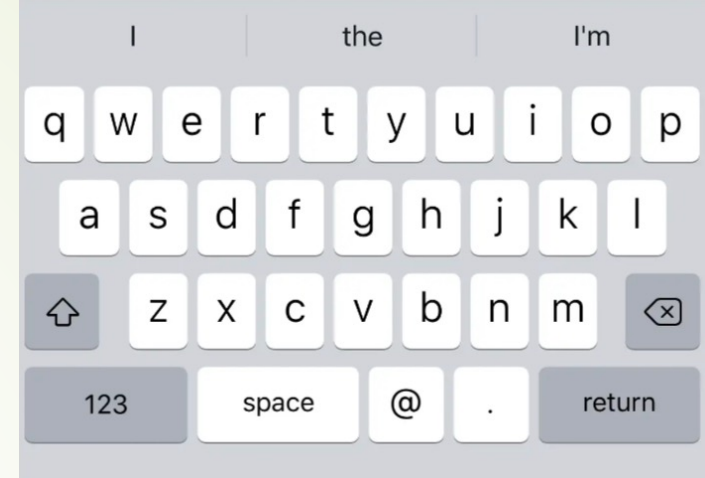 I the I'm
q w e r t y u i o p
a s d f g h j k l
z x c v b n m
123 space @ . return